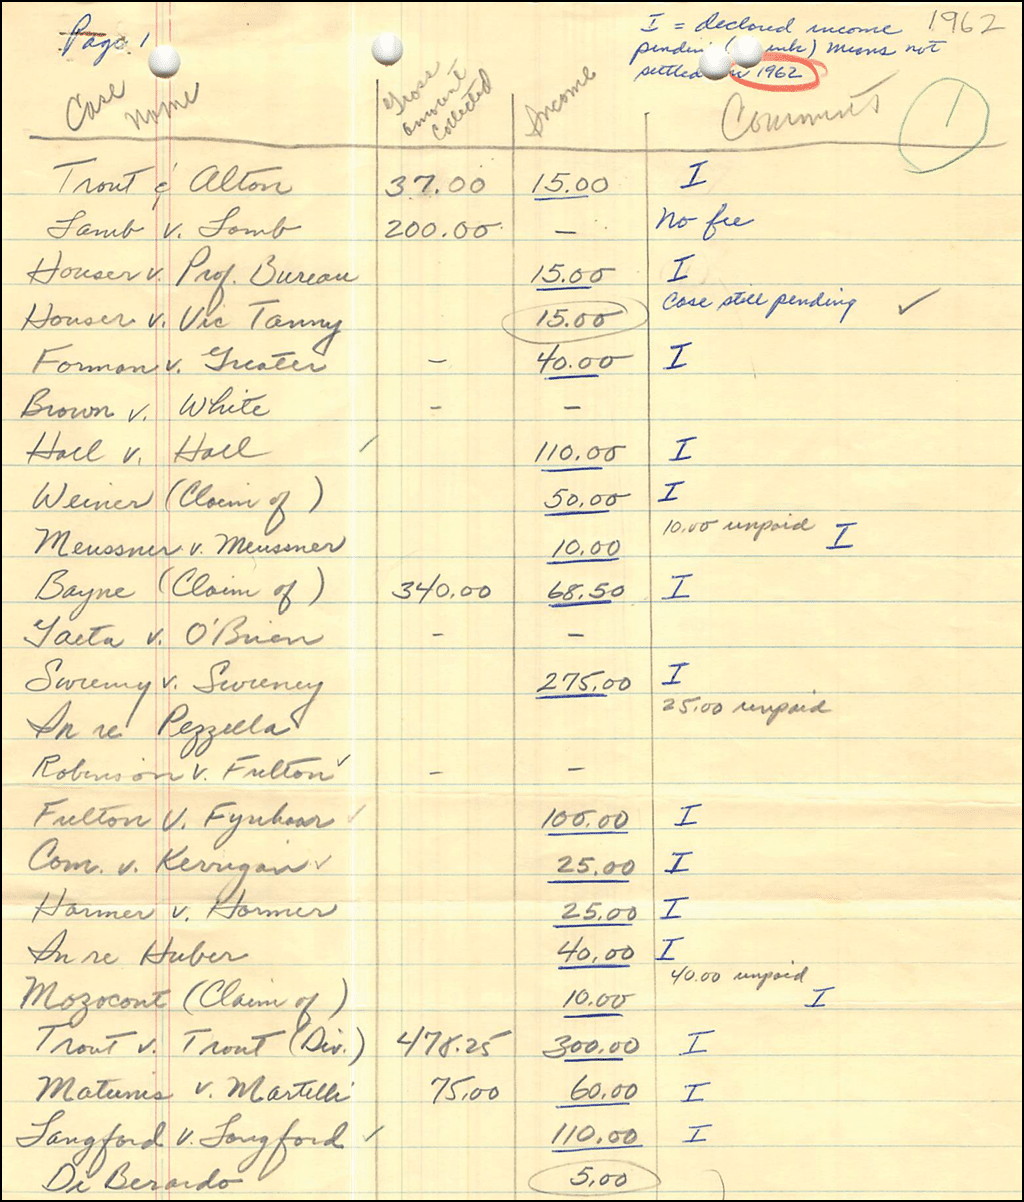 Page 1
I = declared income 1962
pending means not
settled in 1962
Case Name Gross amount collected Income Comments 1
Trout & Alton 37.00 15.00 I
Lamb v. Lamb 200.00 — No fee
Houser v. Prof. Bureau 15.00 I
Houser v. Vic Tanny 15.00 Case still pending ✓
Forman v. Greater – 40.00 I
Brown v. White – –
Hall v. Hall ✓ 110.00 I
Weiner (Claim of) 50.00 I
Meussner v. Meussner 10.00 10.00 unpaid I
Bayne (Claim of) 340.00 68.50 I
Gaeta v. O'Brien – –
Sweeney v. Sweeney 275.00 I
In re Pezzella 25.00 unpaid
Robinson v. Fulton ✓ – –
Fulton v. ✓ 100.00 I
Com. v. Kerrigan ✓ 25.00 I
Harmer v. Harmer 25.00 I
In re Huber 40.00 I
Mozocont (Claim of) 10.00 40.00 unpaid I
Trout v. Trout (Div.) 478.25 300.00 I
Matunis v. Martelli 75.00 60.00 I
Langford v. Longford ✓ 110.00 I
Di Berardo 5.00